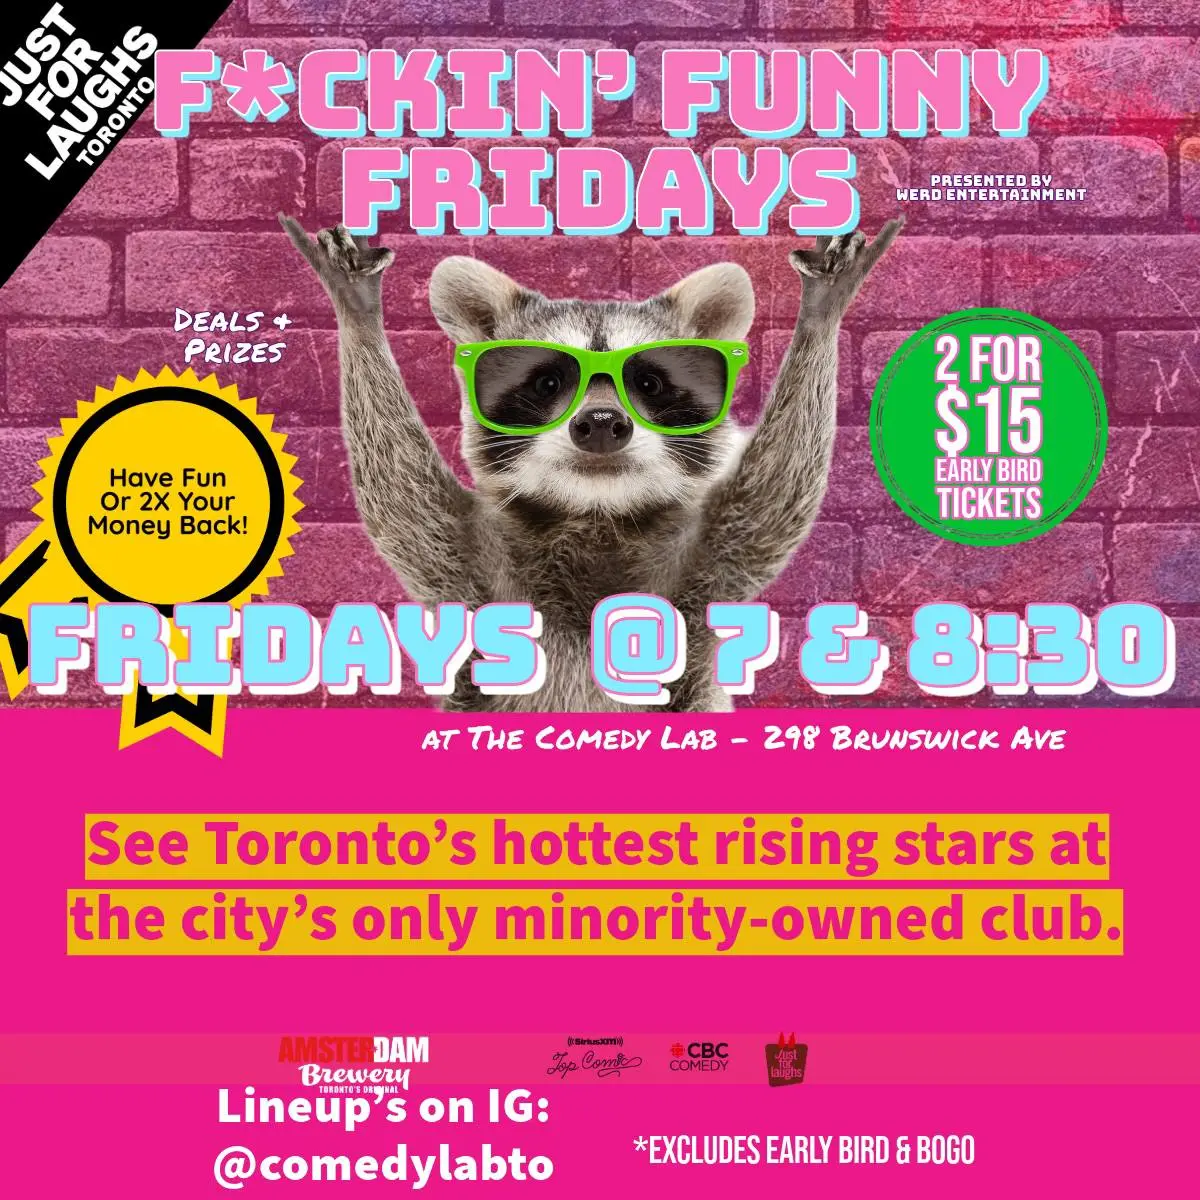 JUST
FOR
LAUGHS
TORONTO
F*CKIN' FUNNY
FRIDAYS
PRESENTED BY
WERD ENTERTAINMENT
DEALS +
PRIZES
Have Fun
Or 2X Your
Money Back!
2 FOR
$15
EARLY BIRD
TICKETS
FRIDAYS @ 7 & 8:30
AT THE COMEDY LAB - 298 BRUNSWICK AVE
See Toronto's hottest rising stars at
the city's only minority-owned club.
AMSTERDAM
Brewery
TORONTO'S ORIGINAL
((SiriusXM))
Top Comic
CBC
COMEDY
Just
for
laughs
Lineup's on IG:
@comedylabto
*EXCLUDES EARLY BIRD & BOGO